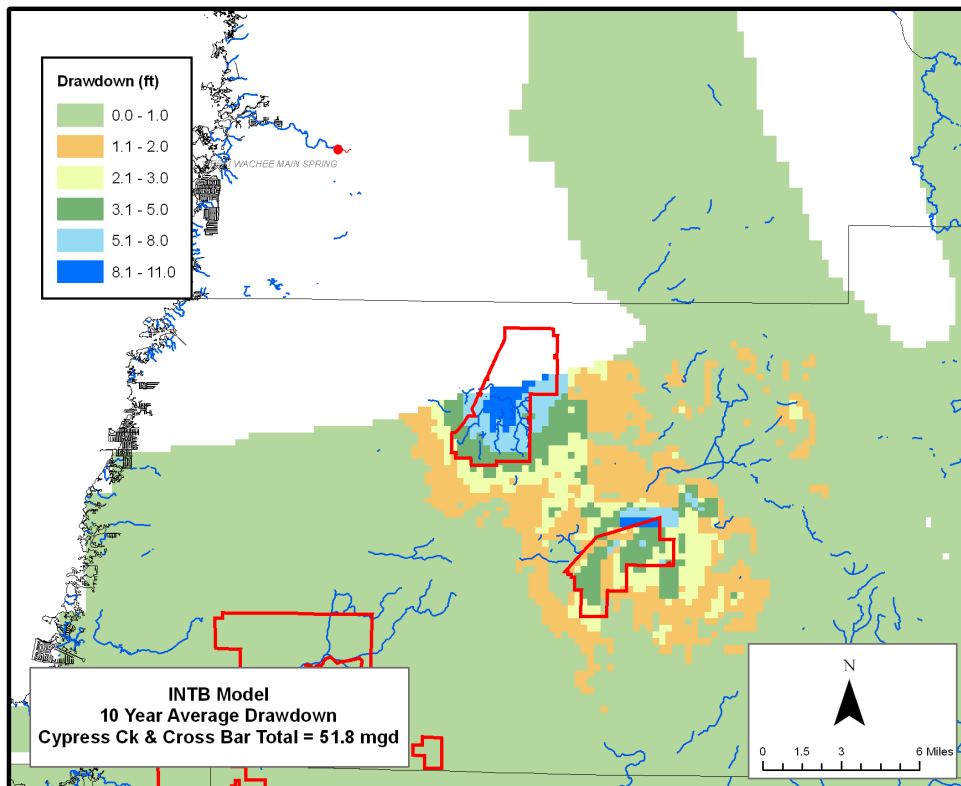 Drawdown (ft)
0.0 - 1.0
1.1 - 2.0
2.1 - 3.0
3.1 - 5.0
5.1 - 8.0
8.1 - 11.0
WACHEE MAIN SPRING
INTB Model
10 Year Average Drawdown
Cypress Ck & Cross Bar Total = 51.8 mgd
N
0 1.5 3 6 Miles